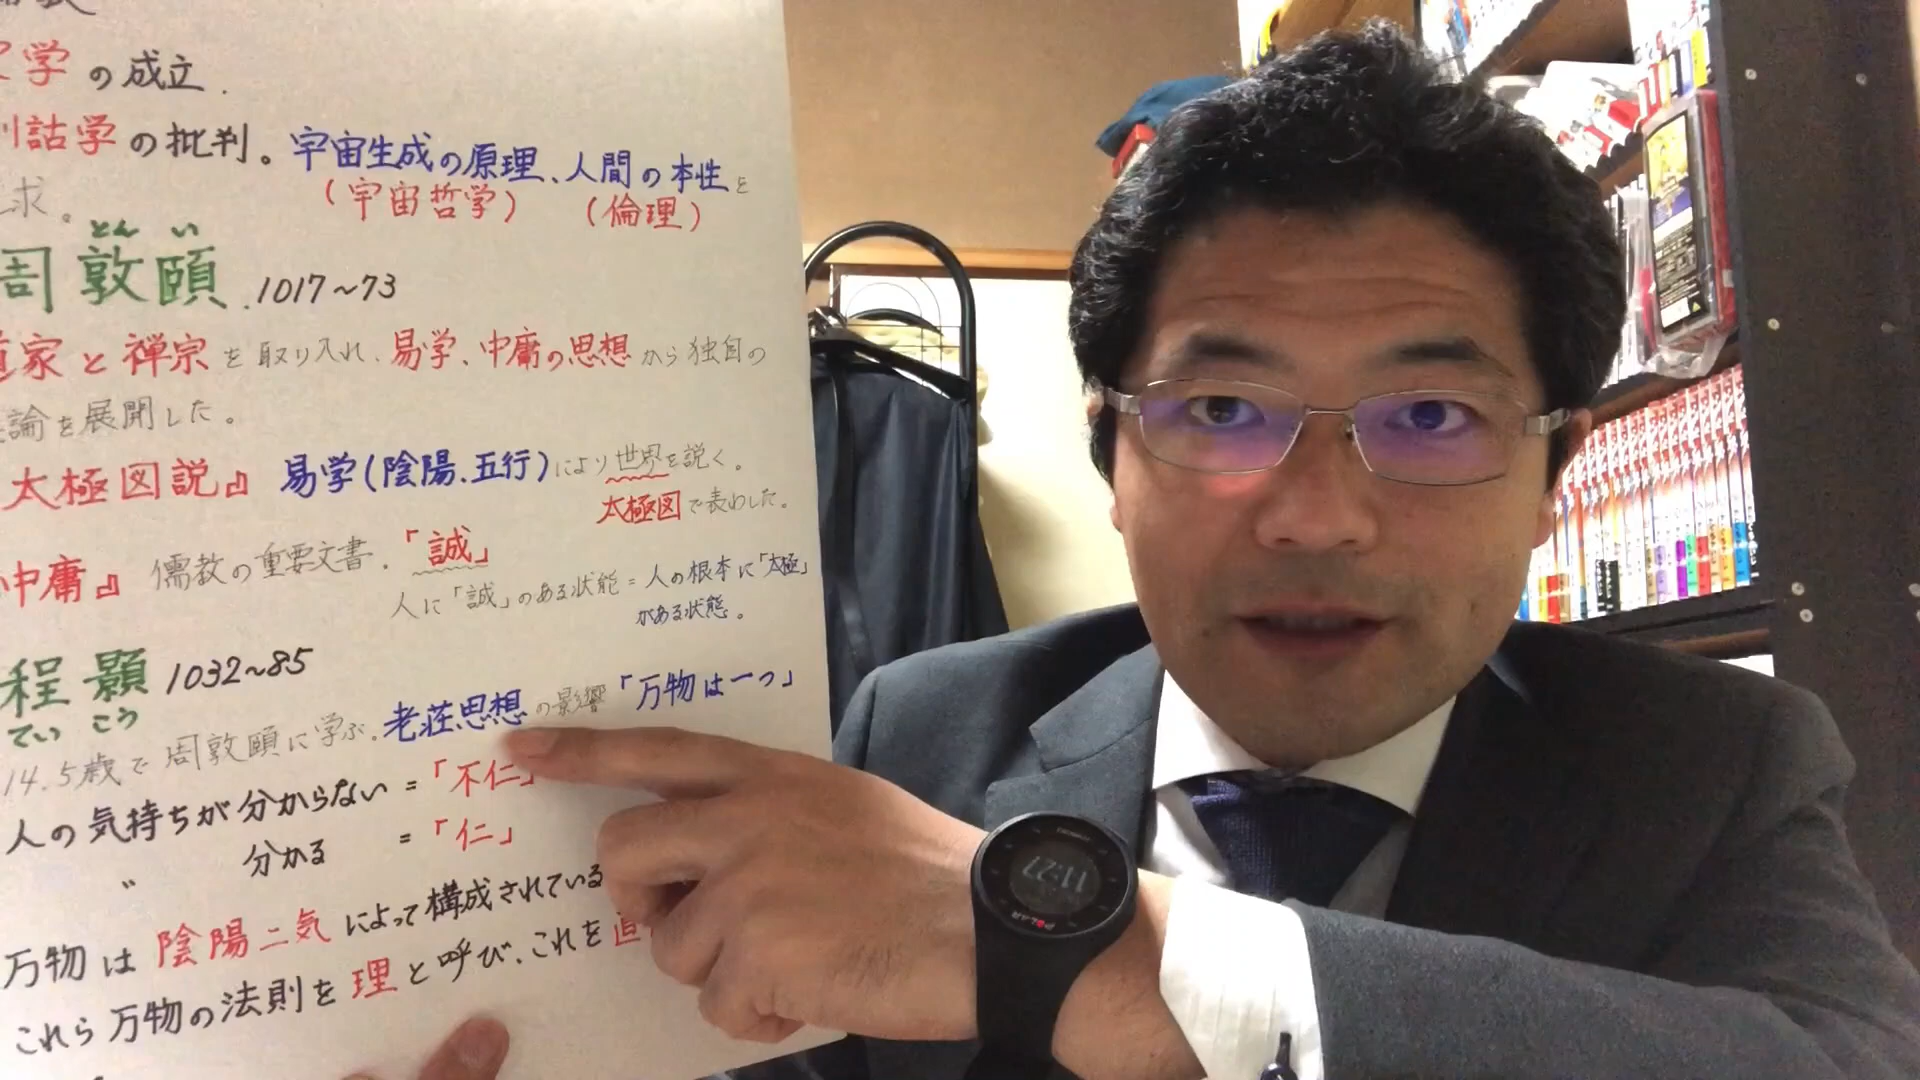 学 の成立.
訓詁学 の批判。宇宙生成の原理、人間の本性 を
(宇宙哲学) (倫理)
求。
とん い
周敦頤 . 1017~73
道家 と 禅宗 を 取り入れ、易学、中庸の思想 から 独自の
論を展開した。
太極図説』 易学(陰陽、五行)により世界を説く。
太極図で表わした。
中庸』 儒教の重要文書.「誠」
人に「誠」のある状態 = 人の根本に「太極」
がある状態。
程顥 1032~85
てい こう
14.5歳で 周敦頤に学ぶ。老荘思想の影響「万物は一つ」
人の気持ちが分からない = 「不仁」
〃 分かる = 「仁」
万物は 陰陽二気 によって構成されている
これら万物の法則を 理 と呼び、これを 直
11:27
POLAR